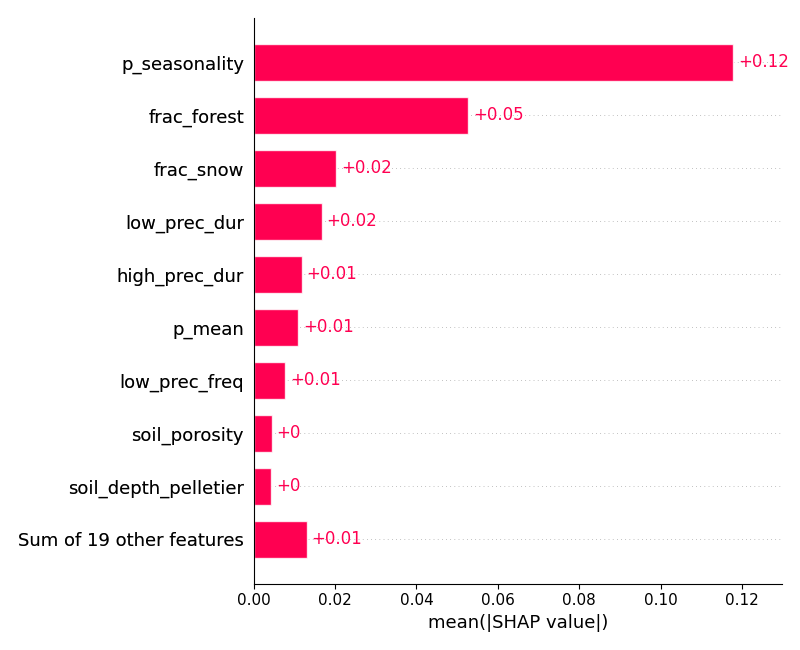 p_seasonality +0.12
frac_forest +0.05
frac_snow +0.02
low_prec_dur +0.02
high_prec_dur +0.01
p_mean +0.01
low_prec_freq +0.01
soil_porosity +0
soil_depth_pelletier +0
Sum of 19 other features +0.01
0.00 0.02 0.04 0.06 0.08 0.10 0.12
mean(|SHAP value|)